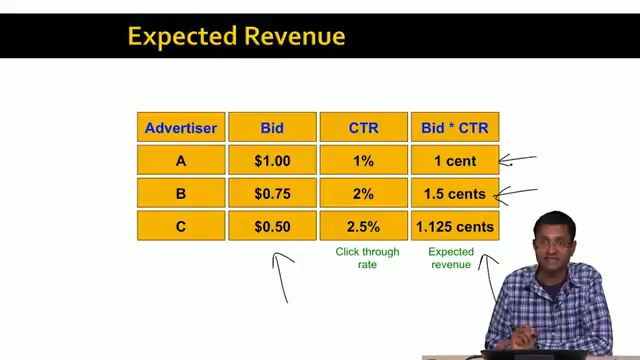 Expected Revenue
Advertiser Bid CTR Bid * CTR
A $1.00 1% 1 cent
B $0.75 2% 1.5 cents
C $0.50 2.5% 1.125 cents
Click through Expected
rate revenue